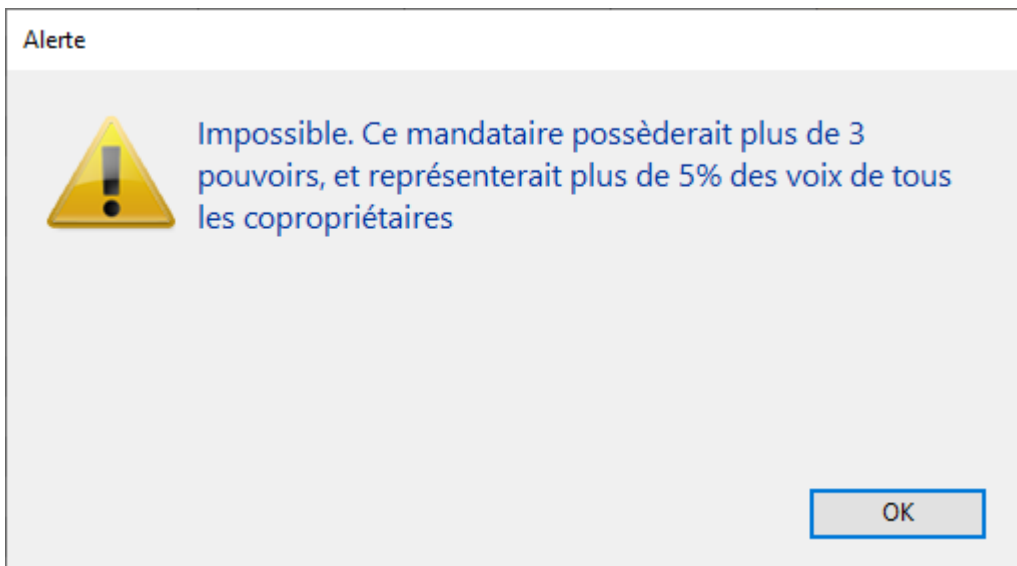 Alerte
Impossible. Ce mandataire possèderait plus de 3
pouvoirs, et représenterait plus de 5% des voix de tous
les copropriétaires
OK